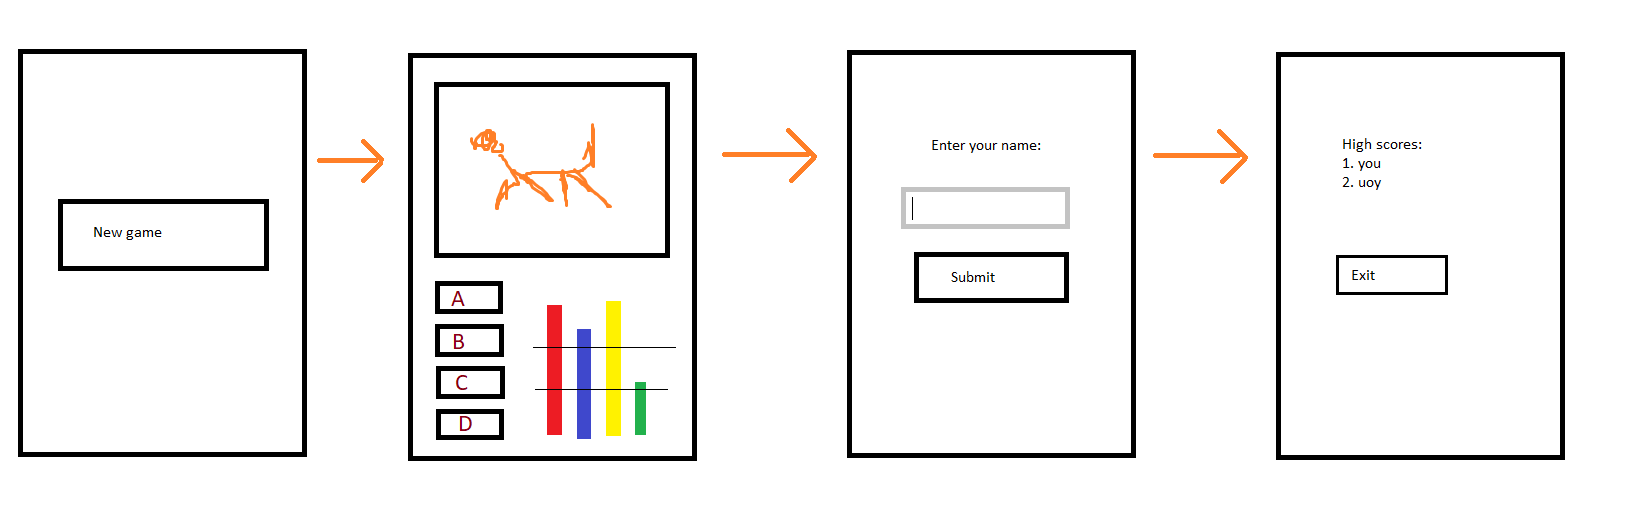 New game
A
B
C
D
Enter your name:
Submit
High scores:
1. you
2. uoy
Exit